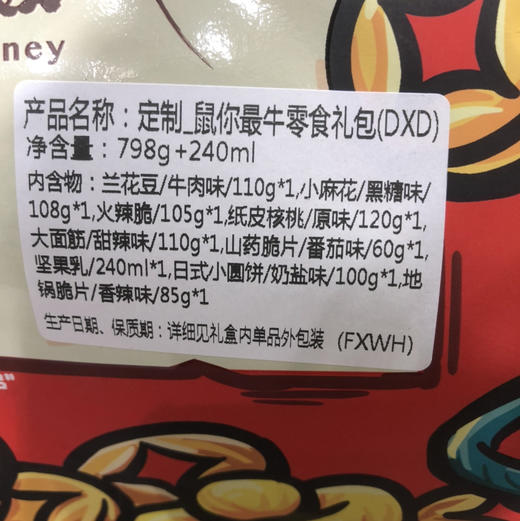 ney
产品名称：定制_鼠你最牛零食礼包(DXD)
净含量：798g+240ml
内含物：兰花豆/牛肉味/110g*1,小麻花/黑糖味/
108g*1,火辣脆/105g*1,纸皮核桃/原味/120g*1,
大面筋/甜辣味/110g*1,山药脆片/番茄味/60g*1,
坚果乳/240ml*1,日式小圆饼/奶盐味/100g*1,地
锅脆片/香辣味/85g*1
生产日期、保质期：详细见礼盒内单品外包装 (FXWH)